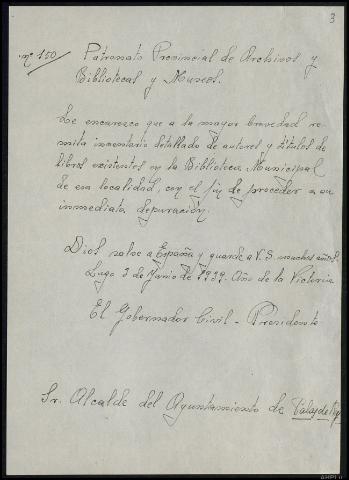 3
nº 150 Patronato Provincial de Archivos y
Bibliotecas y Museos.
Le encarezco que a la mayor brevedad re-
mita inventario detallado de autores y titulos de
libros existentes en la Biblioteca Municipal
de esa localidad, con el fin de proceder a su
inmediata depuración.
Dios salve a España y guarde a V.S. muchos años.
Lugo 3 de Junio de 1939. Año de la Victoria
El Gobernador Civil - Presidente
Sr. Alcalde del Ayuntamiento de
AHPLu